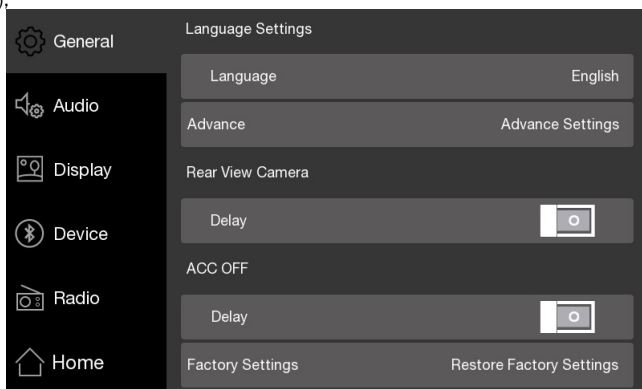 ),
General
Audio
Display
Device
Radio
Home
Language Settings
Language English
Advance Advance Settings
Rear View Camera
Delay
ACC OFF
Delay
Factory Settings Restore Factory Settings